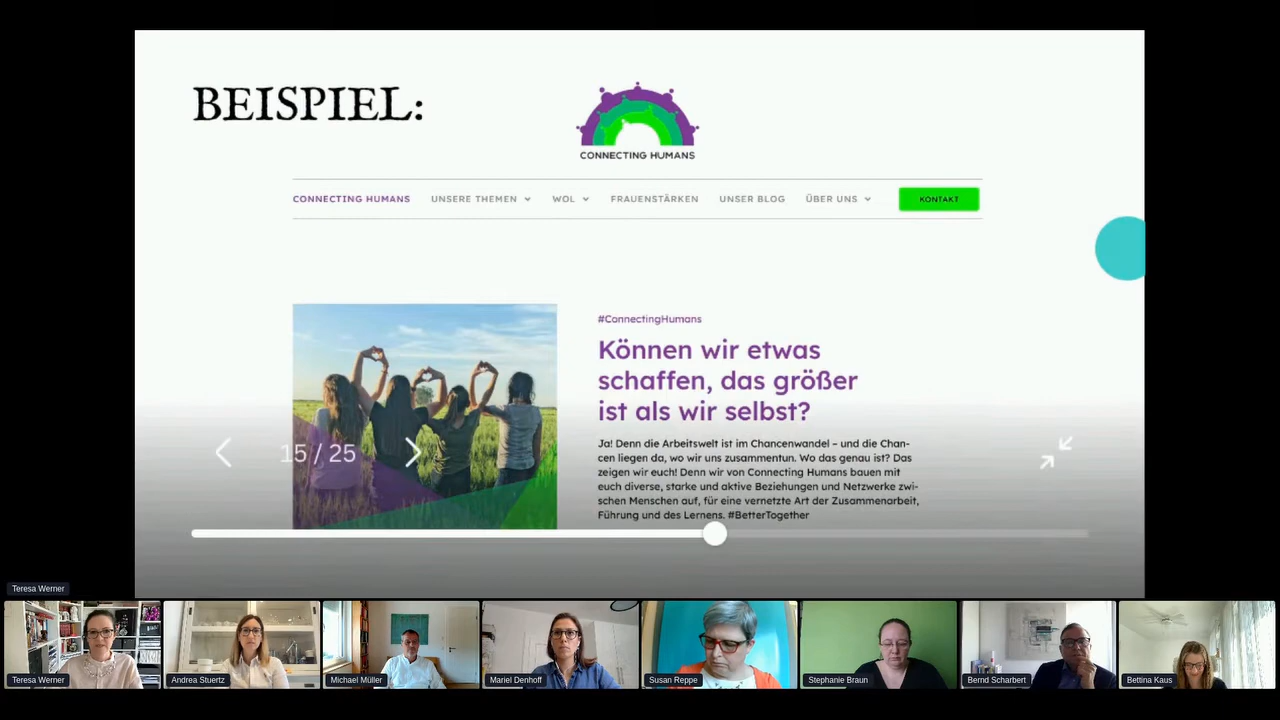 BEISPIEL:
CONNECTING HUMANS
CONNECTING HUMANS UNSERE THEMEN WOL FRAUENSTÄRKEN UNSER BLOG ÜBER UNS KONTAKT
#ConnectingHumans
Können wir etwas
schaffen, das größer
ist als wir selbst?
Ja! Denn die Arbeitswelt ist im Chancenwandel – und die Chan-
cen liegen da, wo wir uns zusammentun. Wo das genau ist? Das
zeigen wir euch! Denn wir von Connecting Humans bauen mit
euch diverse, starke und aktive Beziehungen und Netzwerke zwi-
schen Menschen auf, für eine vernetzte Art der Zusammenarbeit,
Führung und des Lernens. #BetterTogether
15 / 25
Teresa Werner
Teresa Werner
Andrea Stuertz
Michael Müller
Mariel Denhoff
Susan Reppe
Stephanie Braun
Bernd Scharbert
Bettina Kaus